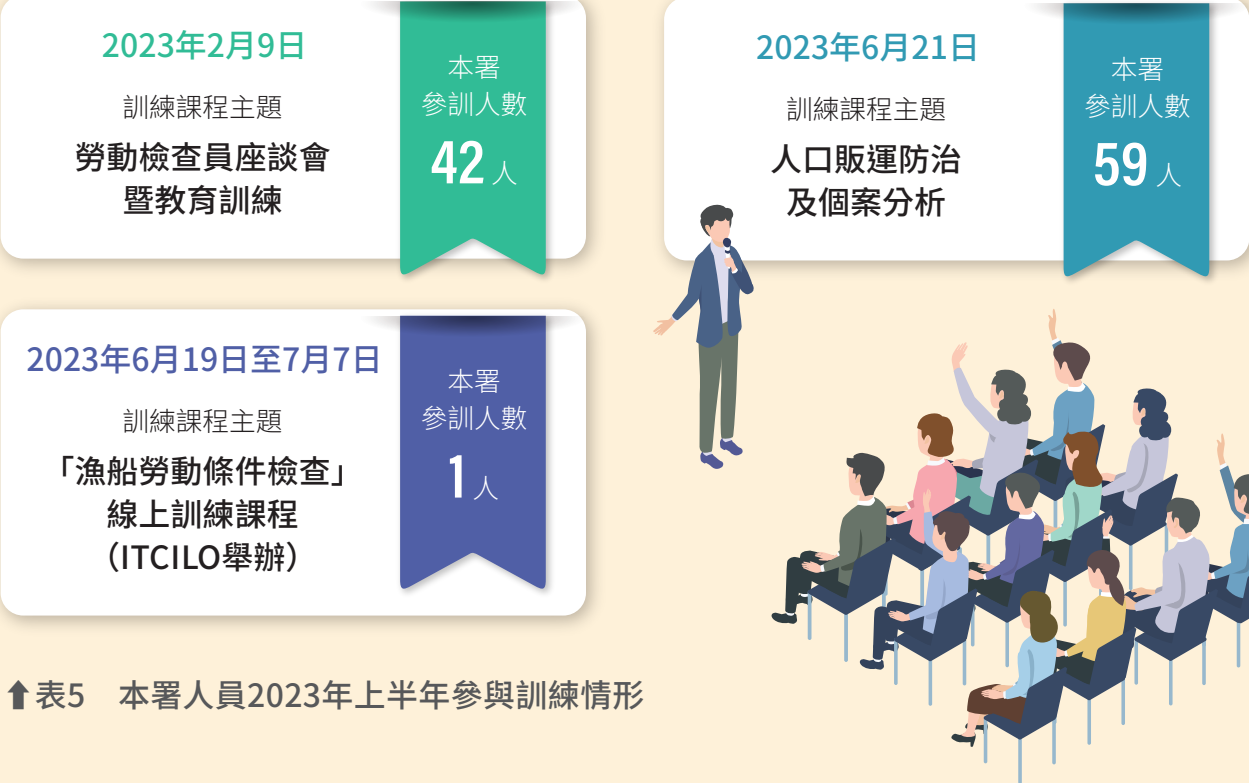 2023年2月9日
訓練課程主題
勞動檢查員座談會
暨教育訓練
本署
參訓人數
42人
2023年6月21日
訓練課程主題
人口販運防治
及個案分析
本署
參訓人數
59人
2023年6月19日至7月7日
訓練課程主題
「漁船勞動條件檢查」
線上訓練課程
（ITCILO舉辦）
本署
參訓人數
1人
⬆表5　本署人員2023年上半年參與訓練情形